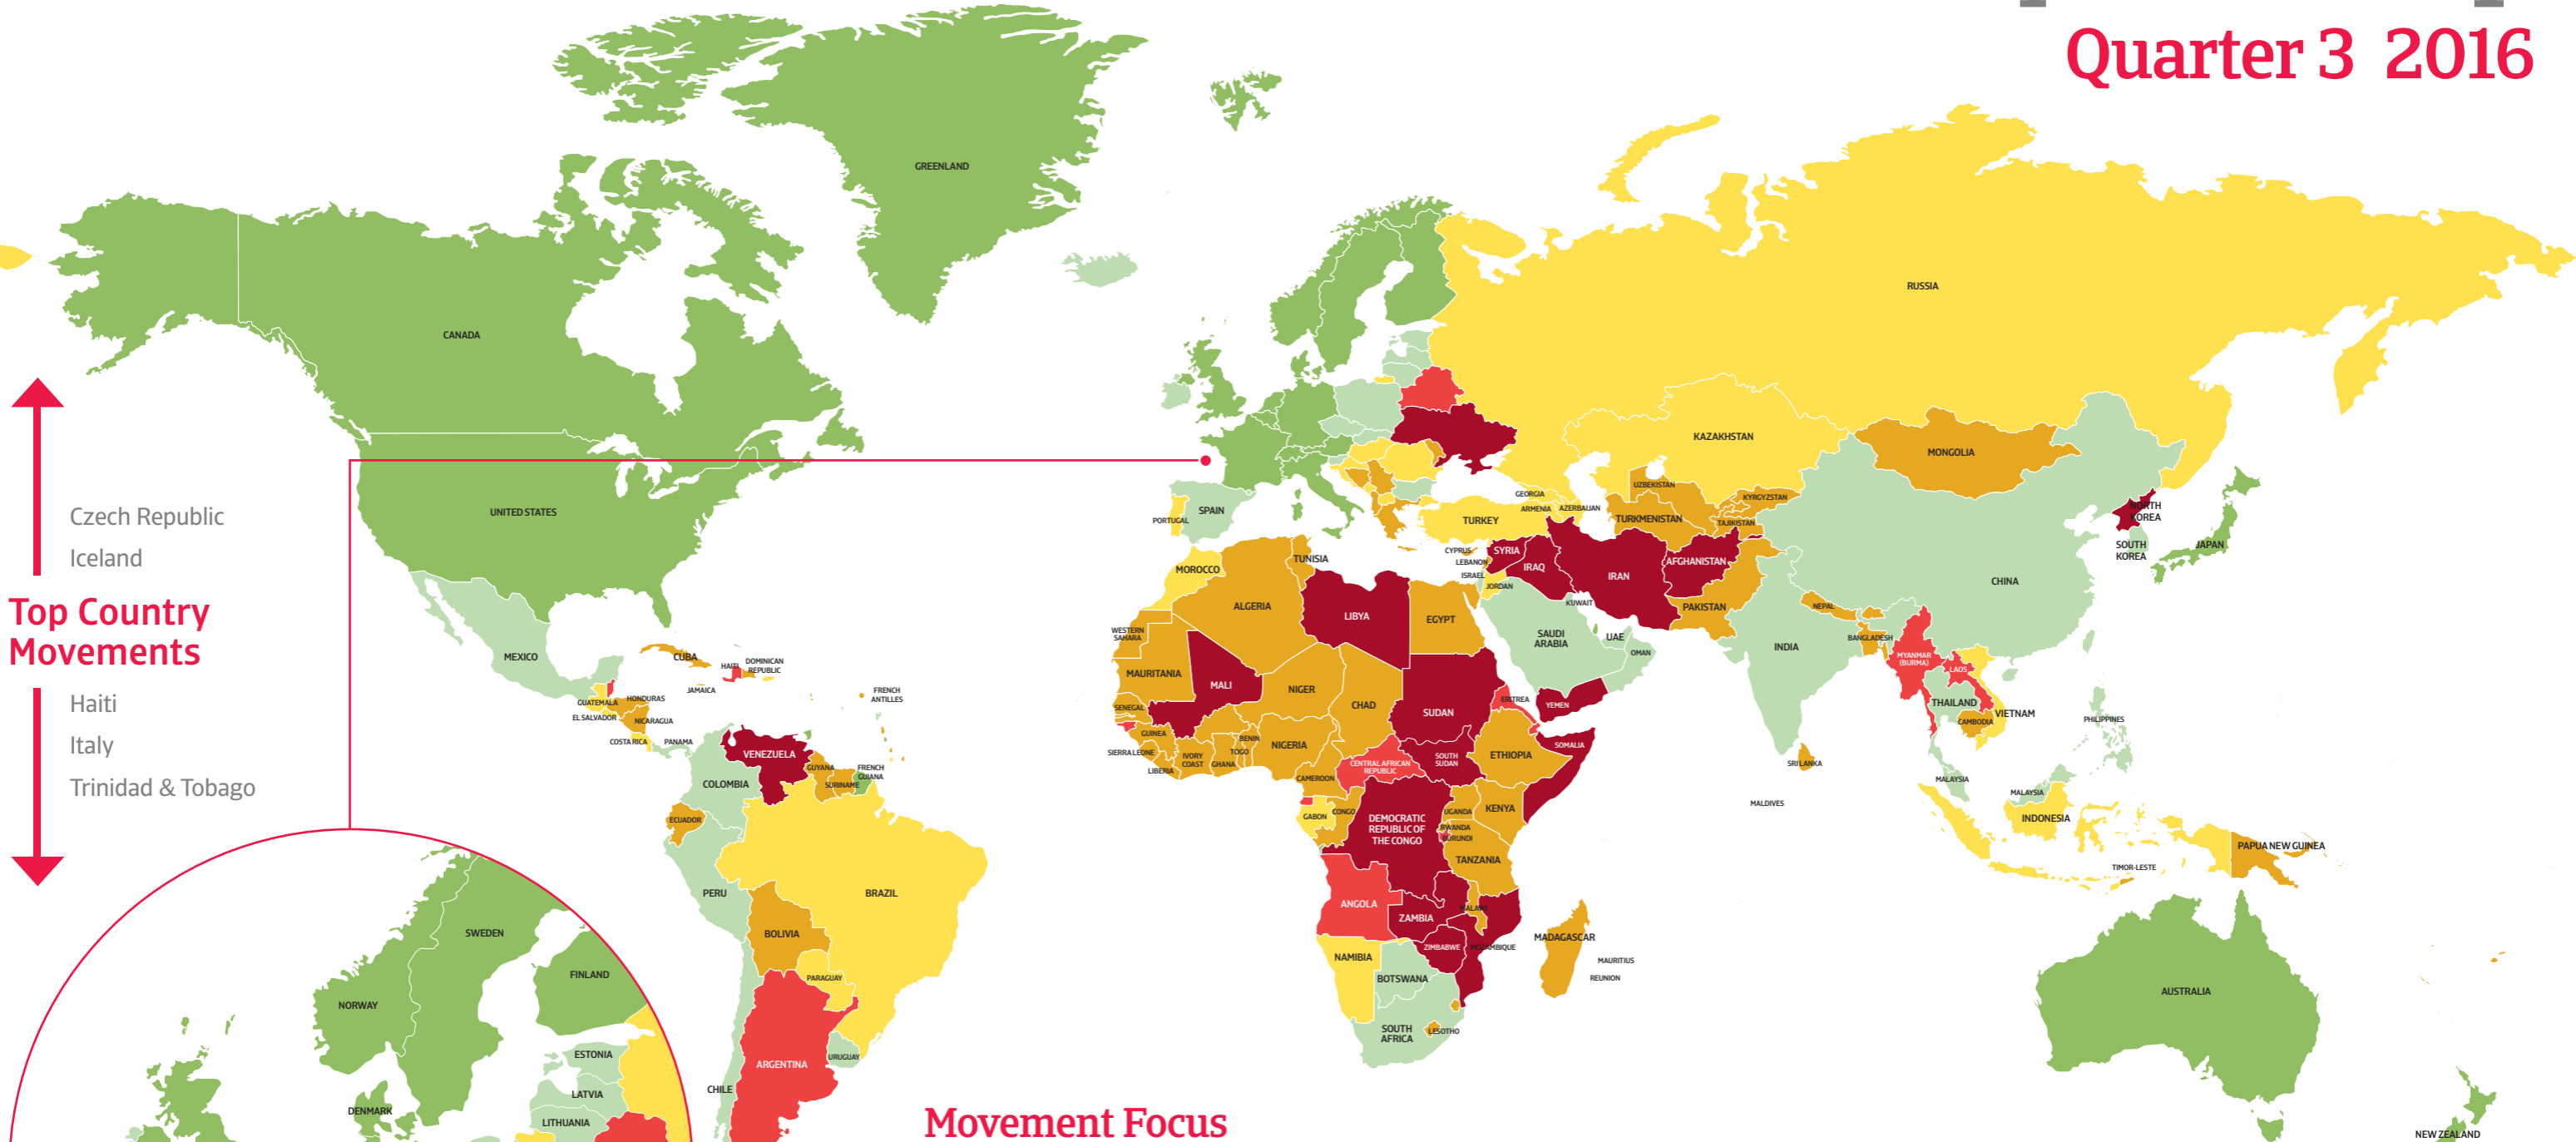 Quarter 3 2016
GREENLAND
RUSSIA
CANADA
KAZAKHSTAN
MONGOLIA
UZBEKISTAN
GEORGIA
KYRGYZSTAN
UNITED STATES
SPAIN
PORTUGAL
ARMENIA
AZERBAIJAN
TURKEY
TURKMENISTAN
TAJIKISTAN
NORTH
KOREA
SOUTH
KOREA
JAPAN
Czech Republic
Iceland
Top Country
Movements
Haiti
Italy
Trinidad & Tobago
CYPRUS
SYRIA
LEBANON
IRAQ
ISRAEL
JORDAN
IRAN
AFGHANISTAN
KUWAIT
PAKISTAN
CHINA
NEPAL
TUNISIA
MOROCCO
ALGERIA
LIBYA
EGYPT
WESTERN
SAHARA
SAUDI
ARABIA
UAE
OMAN
INDIA
BANGLADESH
MYANMAR
(BURMA)
LAOS
MEXICO
CUBA
HAITI
DOMINICAN
REPUBLIC
JAMAICA
FRENCH
ANTILLES
GUATEMALA
HONDURAS
EL SALVADOR
NICARAGUA
COSTA RICA
PANAMA
MAURITANIA
MALI
NIGER
CHAD
SUDAN
ERITREA
YEMEN
SENEGAL
GUINEA
SIERRA LEONE
LIBERIA
IVORY
COAST
GHANA
TOGO
BENIN
NIGERIA
CAMEROON
CENTRAL AFRICAN
REPUBLIC
SOUTH
SUDAN
ETHIOPIA
SOMALIA
THAILAND
CAMBODIA
VIETNAM
PHILIPPINES
SRI LANKA
MALAYSIA
MALAYSIA
MALDIVES
INDONESIA
TIMOR-LESTE
PAPUA NEW GUINEA
VENEZUELA
COLOMBIA
GUYANA
SURINAME
FRENCH
GUIANA
ECUADOR
PERU
BRAZIL
BOLIVIA
PARAGUAY
ARGENTINA
URUGUAY
CHILE
GABON
CONGO
DEMOCRATIC
REPUBLIC OF
THE CONGO
UGANDA
KENYA
RWANDA
BURUNDI
TANZANIA
ANGOLA
ZAMBIA
MALAWI
ZIMBABWE
MOZAMBIQUE
MADAGASCAR
MAURITIUS
REUNION
NAMIBIA
BOTSWANA
SOUTH
AFRICA
LESOTHO
AUSTRALIA
NEW ZEALAND
SWEDEN
FINLAND
NORWAY
ESTONIA
LATVIA
DENMARK
LITHUANIA
Movement Focus